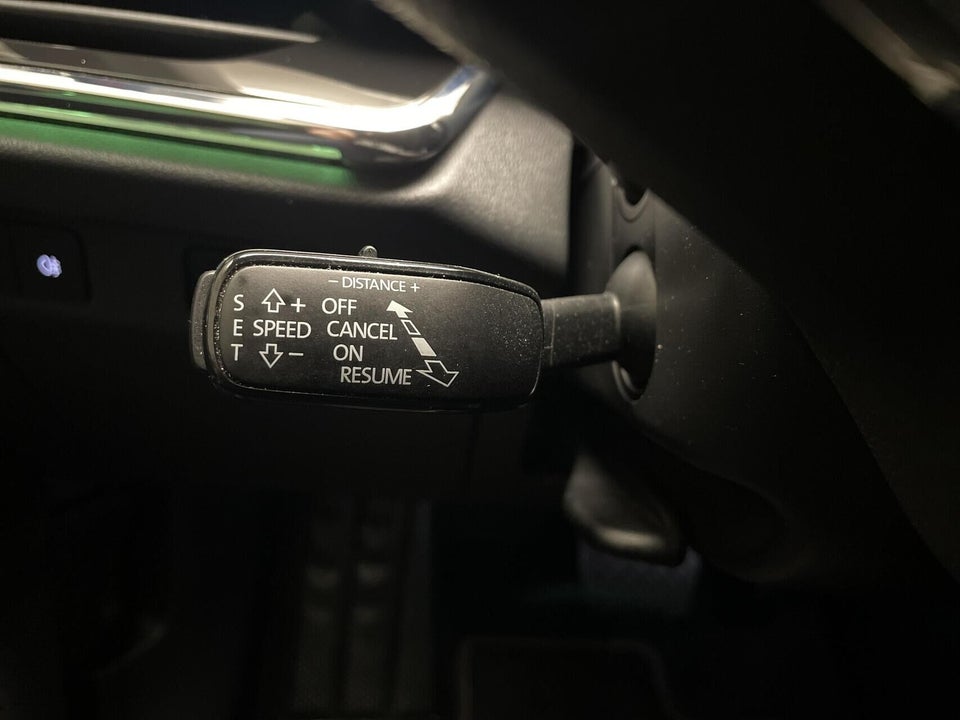 - DISTANCE +
S + OFF
E SPEED CANCEL
T - ON
RESUME